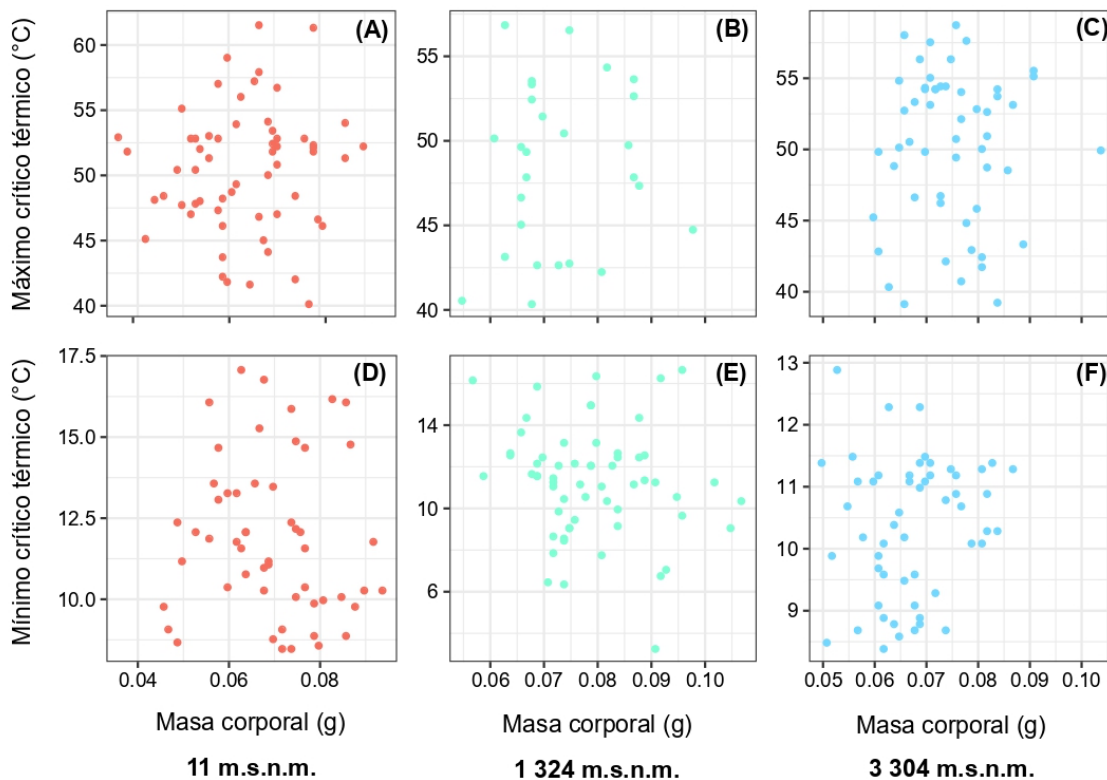 (A)
(B)
(C)
Máximo crítico térmico (°C)
60
55
50
45
40
55
50
45
40
55
50
45
40
(D)
(E)
(F)
Mínimo crítico térmico (°C)
17.5
15.0
12.5
10.0
14
10
6
13
12
11
10
9
0.04 0.06 0.08
0.06 0.07 0.08 0.09 0.10
0.05 0.06 0.07 0.08 0.09 0.10
Masa corporal (g) Masa corporal (g) Masa corporal (g)
11 m.s.n.m. 1 324 m.s.n.m. 3 304 m.s.n.m.